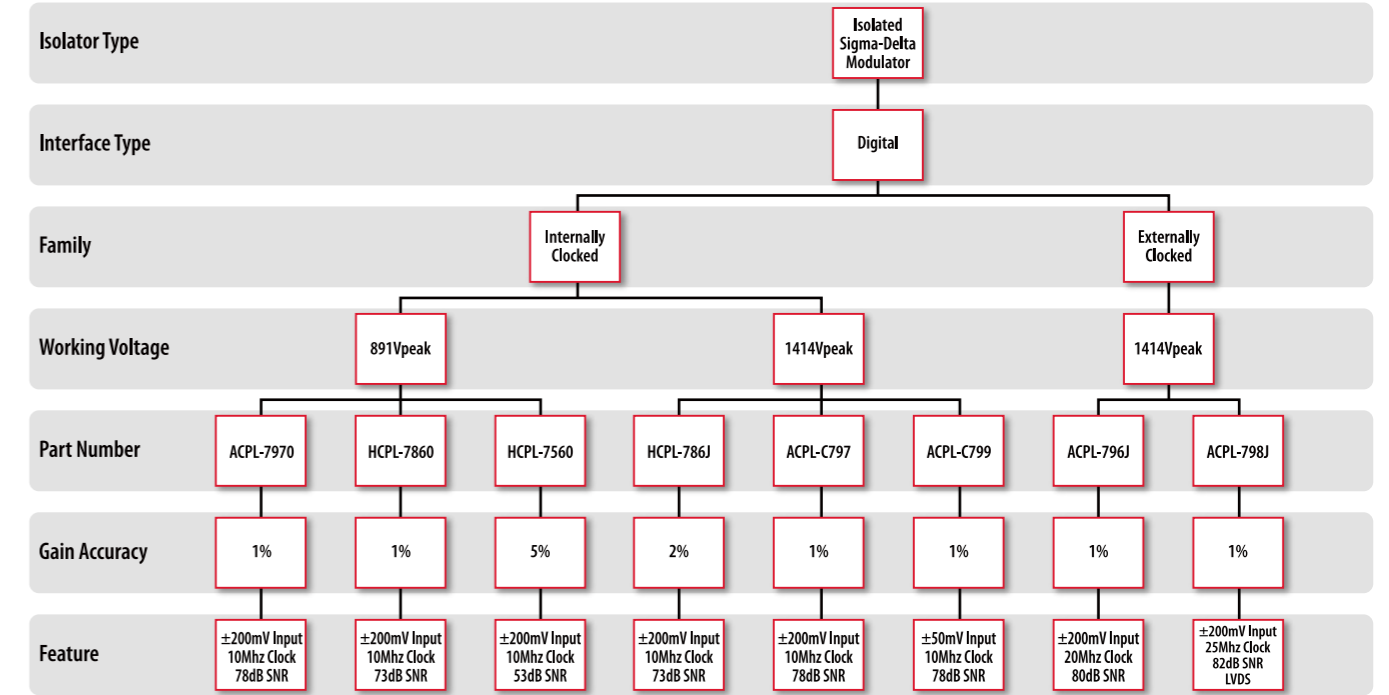 Isolator Type
Isolated
Sigma-Delta
Modulator
Interface Type
Digital
Family
Internally
Clocked
Externally
Clocked
Working Voltage
891Vpeak
1414Vpeak
1414Vpeak
Part Number
ACPL-7970
HCPL-7860
HCPL-7560
HCPL-786J
ACPL-C797
ACPL-C799
ACPL-796J
ACPL-798J
Gain Accuracy
1%
1%
5%
2%
1%
1%
1%
1%
Feature
±200mV Input
10Mhz Clock
78dB SNR
±200mV Input
10Mhz Clock
73dB SNR
±200mV Input
10Mhz Clock
53dB SNR
±200mV Input
10Mhz Clock
73dB SNR
±200mV Input
10Mhz Clock
78dB SNR
±50mV Input
10Mhz Clock
78dB SNR
±200mV Input
20Mhz Clock
80dB SNR
±200mV Input
25Mhz Clock
82dB SNR
LVDS